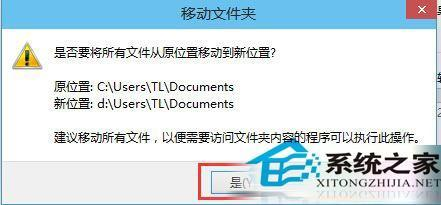 移动文件夹
是否要将所有文件从原位置移动到新位置?
原位置: C:\Users\TL\Documents
新位置: d:\Users\TL\Documents
建议移动所有文件，以便需要访问文件夹内容的程序可以执行此操作。
是(Y)
系统之家
XITONGZHIJIA.NET